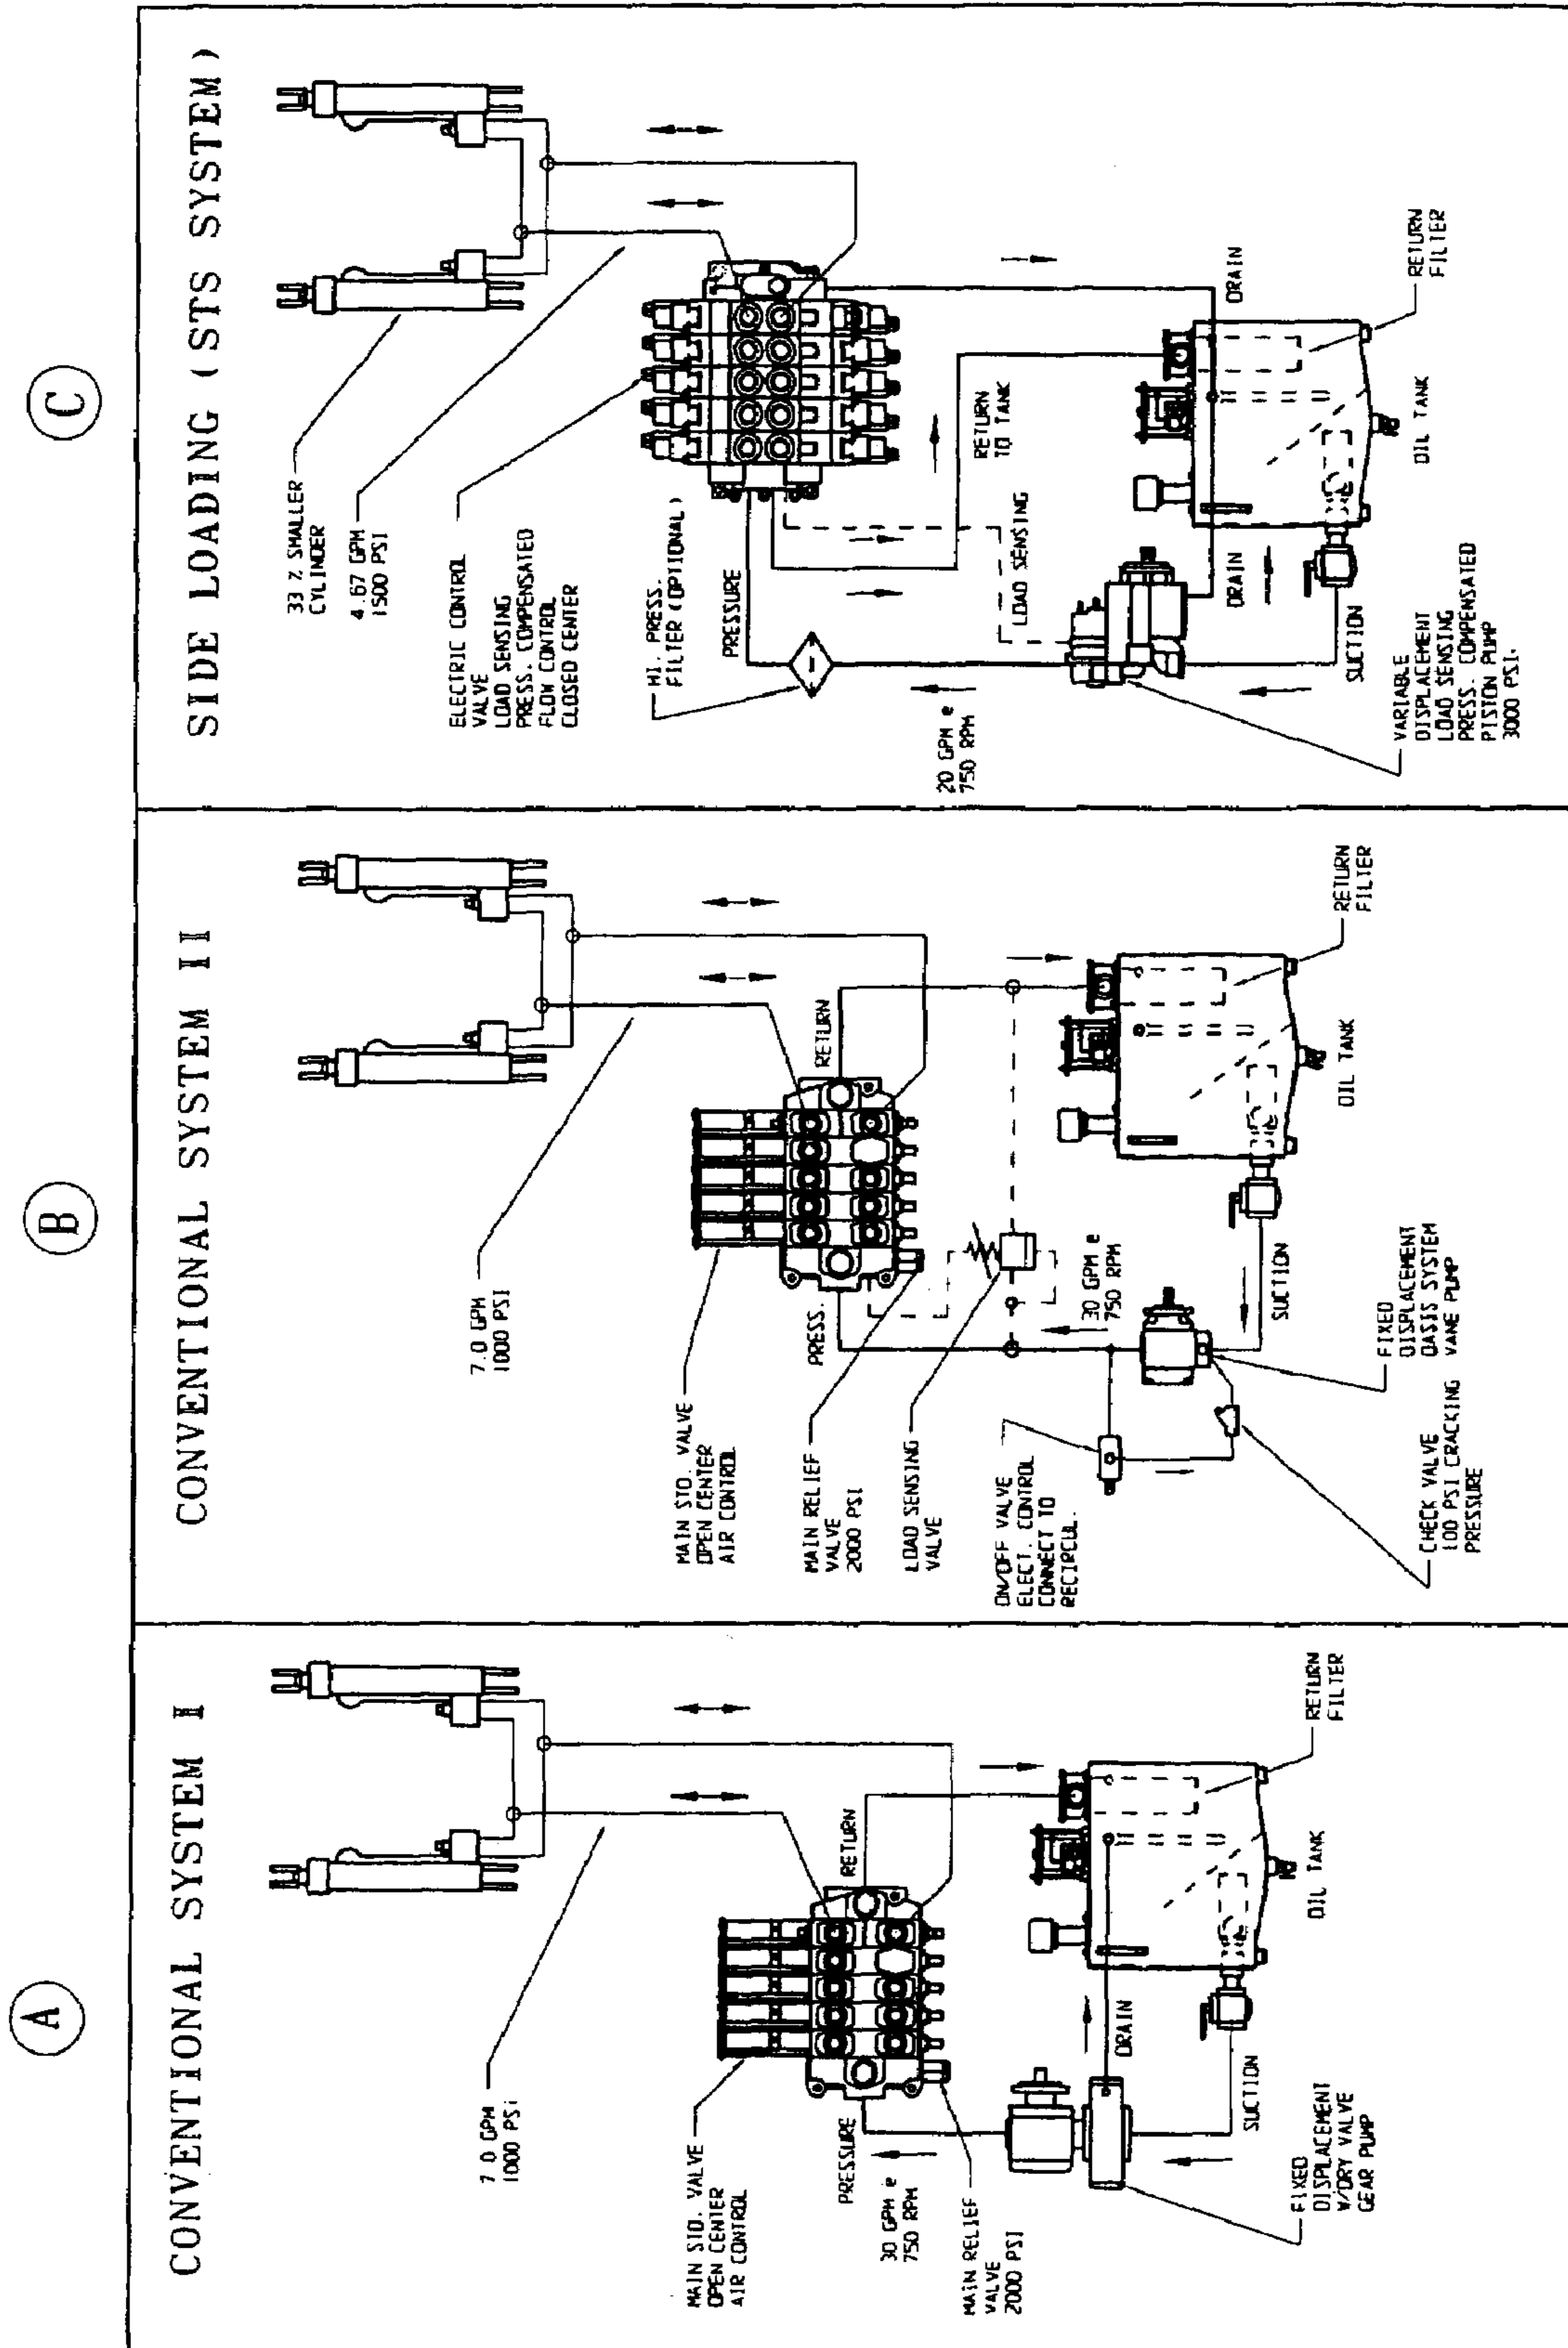 A
CONVENTIONAL SYSTEM I
7.0 GPM
1000 PSI
MAIN STD. VALVE
OPEN CENTER
AIR CONTROL
RETURN
PRESSURE
30 GPM @
750 RPM
MAIN RELIEF
VALVE
2000 PSI
DRAIN
SUCTION
FIXED
DISPLACEMENT
W/DRY VALVE
GEAR PUMP
OIL TANK
RETURN
FILTER
B
CONVENTIONAL SYSTEM II
7.0 GPM
1000 PSI
MAIN STD. VALVE
OPEN CENTER
AIR CONTROL
RETURN
PRESS.
MAIN RELIEF
VALVE
2000 PSI
LOAD SENSING
VALVE
30 GPM @
750 RPM
ON/OFF VALVE
ELECT. CONTROL
CONNECT TO
RECIRCUL.
SUCTION
FIXED
DISPLACEMENT
OASIS SYSTEM
VANE PUMP
CHECK VALVE
100 PSI CRACKING
PRESSURE
OIL TANK
RETURN
FILTER
C
SIDE LOADING (STS SYSTEM)
33 % SMALLER
CYLINDER
4.67 GPM
1500 PSI
ELECTRIC CONTROL
VALVE
LOAD SENSING
PRESS. COMPENSATED
FLOW CONTROL
CLOSED CENTER
HI. PRESS.
FILTER (OPTIONAL)
PRESSURE
RETURN
TO TANK
LOAD SENSING
20 GPM @
750 RPM
DRAIN
DRAIN
SUCTION
VARIABLE
DISPLACEMENT
LOAD SENSING
PRESS. COMPENSATED
PISTON PUMP
3000 PSI.
OIL TANK
RETURN
FILTER